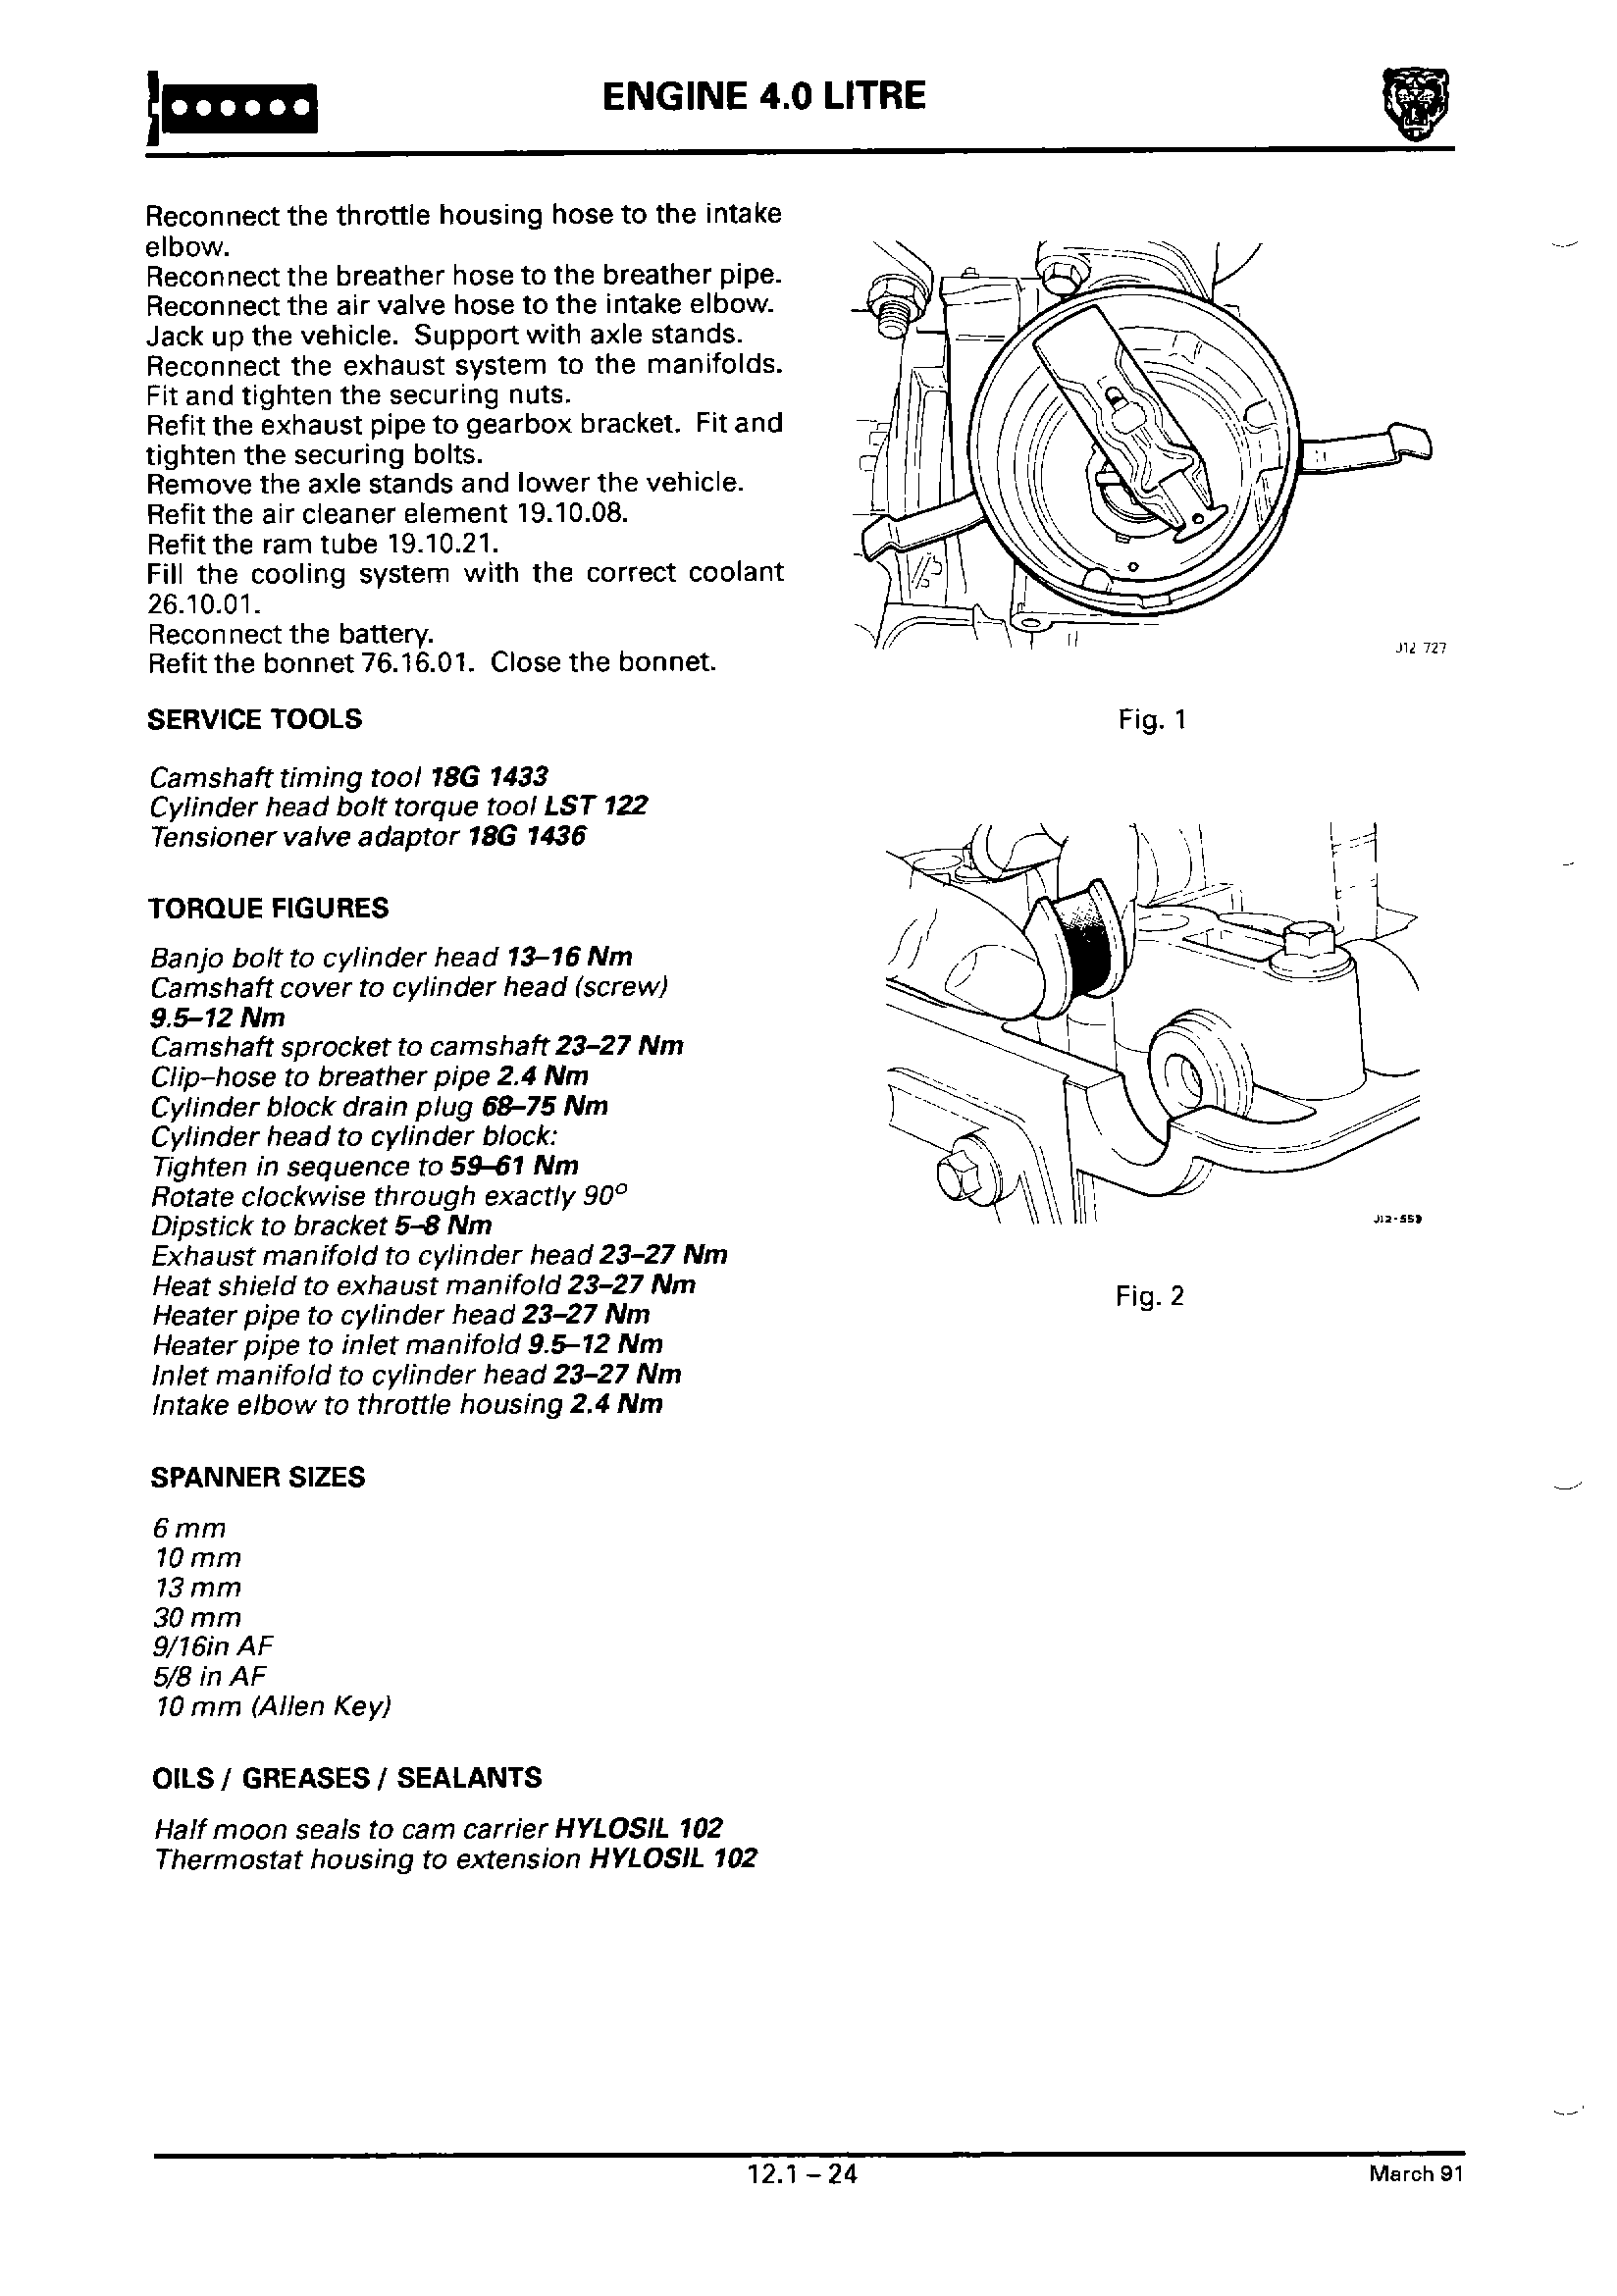 ENGINE 4.0 LITRE
Reconnect the throttle housing hose to the intake
elbow.
Reconnect the breather hose to the breather pipe.
Reconnect the air valve hose to the intake elbow.
Jack up the vehicle. Support with axle stands.
Reconnect the exhaust system to the manifolds.
Fit and tighten the securing nuts.
Refit the exhaust pipe to gearbox bracket. Fit and
tighten the securing bolts.
Remove the axle stands and lower the vehicle.
Refit the air cleaner element 19.10.08.
Refit the ram tube 19.10.21.
Fill the cooling system with the correct coolant
26.10.01.
Reconnect the battery.
Refit the bonnet 76.16.01. Close the bonnet.
SERVICE TOOLS
Camshaft timing tool 18G 1433
Cylinder head bolt torque tool LST 122
Tensioner valve adaptor 18G 1436
TORQUE FIGURES
Banjo bolt to cylinder head 13–16 Nm
Camshaft cover to cylinder head (screw)
9.5–12 Nm
Camshaft sprocket to camshaft 23–27 Nm
Clip–hose to breather pipe 2.4 Nm
Cylinder block drain plug 68–75 Nm
Cylinder head to cylinder block:
Tighten in sequence to 59–61 Nm
Rotate clockwise through exactly 90°
Dipstick to bracket 5–8 Nm
Exhaust manifold to cylinder head 23–27 Nm
Heat shield to exhaust manifold 23–27 Nm
Heater pipe to cylinder head 23–27 Nm
Heater pipe to inlet manifold 9.5–12 Nm
Inlet manifold to cylinder head 23–27 Nm
Intake elbow to throttle housing 2.4 Nm
SPANNER SIZES
6 mm
10 mm
13 mm
30 mm
9/16in AF
5/8 in AF
10 mm (Allen Key)
OILS / GREASES / SEALANTS
Half moon seals to cam carrier HYLOSIL 102
Thermostat housing to extension HYLOSIL 102
J12 727
Fig. 1
Fig. 2
12.1 – 24
March 91